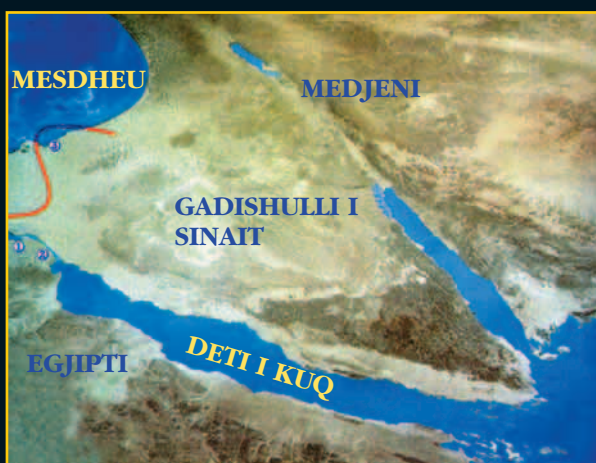 MESDHEU
MEDJENI
GADISHULLI I
SINAIT
EGJIPTI
DETI I KUQ